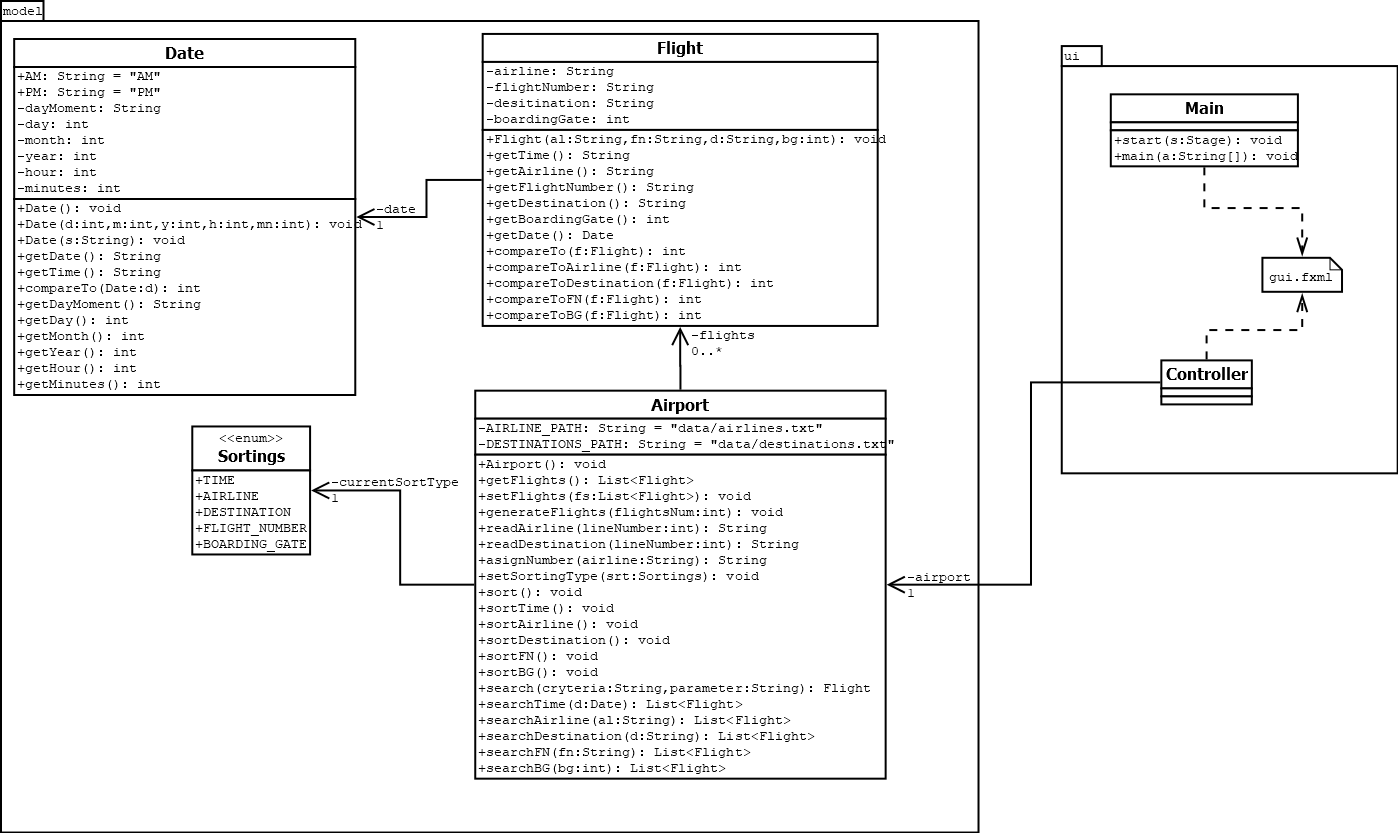 model
Date
+AM: String = "AM"
+PM: String = "PM"
-dayMoment: String
-day: int
-month: int
-year: int
-hour: int
-minutes: int
+Date(): void
+Date(d:int,m:int,y:int,h:int,mn:int): void
+Date(s:String): void
+getDate(): String
+getTime(): String
+compareTo(Date:d): int
+getDayMoment(): String
+getDay(): int
+getMonth(): int
+getYear(): int
+getHour(): int
+getMinutes(): int
-date
1
Flight
-airline: String
-flightNumber: String
-desitination: String
-boardingGate: int
+Flight(al:String,fn:String,d:String,bg:int): void
+getTime(): String
+getAirline(): String
+getFlightNumber(): String
+getDestination(): String
+getBoardingGate(): int
+getDate(): Date
+compareTo(f:Flight): int
+compareToAirline(f:Flight): int
+compareToDestination(f:Flight): int
+compareToFN(f:Flight): int
+compareToBG(f:Flight): int
-flights
0..*
<<enum>>
Sortings
+TIME
+AIRLINE
+DESTINATION
+FLIGHT_NUMBER
+BOARDING_GATE
-currentSortType
1
Airport
-AIRLINE_PATH: String = "data/airlines.txt"
-DESTINATIONS_PATH: String = "data/destinations.txt"
+Airport(): void
+getFlights(): List<Flight>
+setFlights(fs:List<Flight>): void
+generateFlights(flightsNum:int): void
+readAirline(lineNumber:int): String
+readDestination(lineNumber:int): String
+asignNumber(airline:String): String
+setSortingType(srt:Sortings): void
+sort(): void
+sortTime(): void
+sortAirline(): void
+sortDestination(): void
+sortFN(): void
+sortBG(): void
+search(cryteria:String,parameter:String): Flight
+searchTime(d:Date): List<Flight>
+searchAirline(al:String): List<Flight>
+searchDestination(d:String): List<Flight>
+searchFN(fn:String): List<Flight>
+searchBG(bg:int): List<Flight>
-airport
1
ui
Main
+start(s:Stage): void
+main(a:String[]): void
gui.fxml
Controller